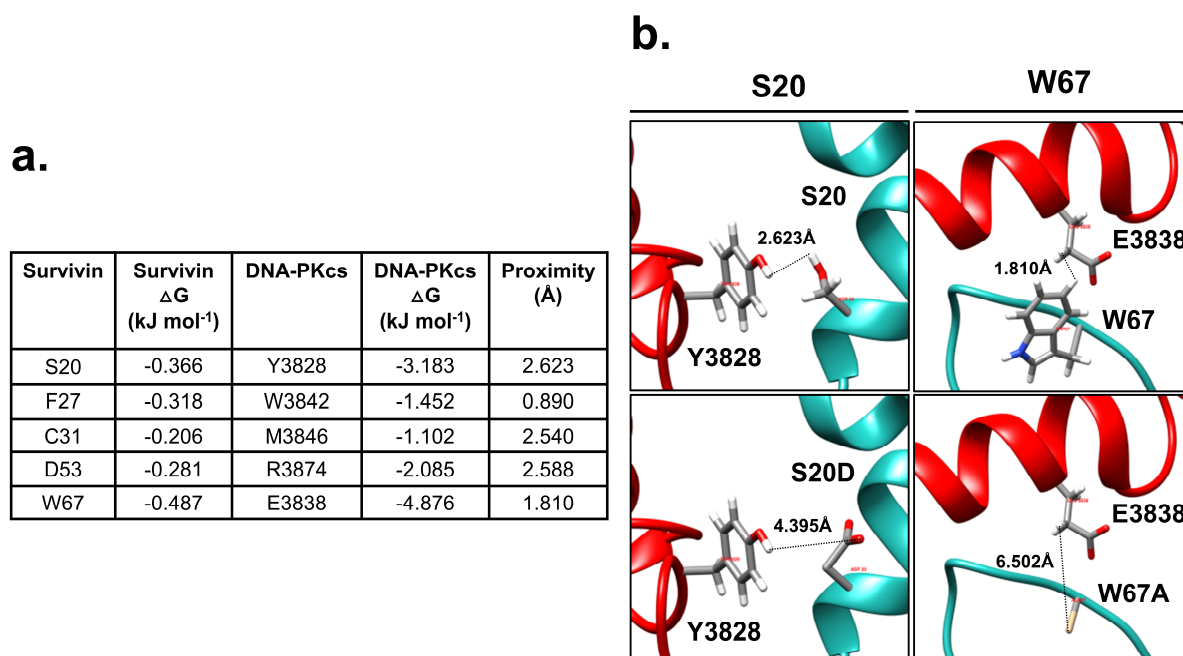 a.
Survivin Survivin △G (kJ mol⁻¹) DNA-PKcs DNA-PKcs △G (kJ mol⁻¹) Proximity (Å)
S20 -0.366 Y3828 -3.183 2.623
F27 -0.318 W3842 -1.452 0.890
C31 -0.206 M3846 -1.102 2.540
D53 -0.281 R3874 -2.085 2.588
W67 -0.487 E3838 -4.876 1.810
b.
S20
W67
S20
2.623Å
Y3828
E3838
1.810Å
W67
S20D
4.395Å
ASP 20
Y3828
E3838
6.502Å
W67A